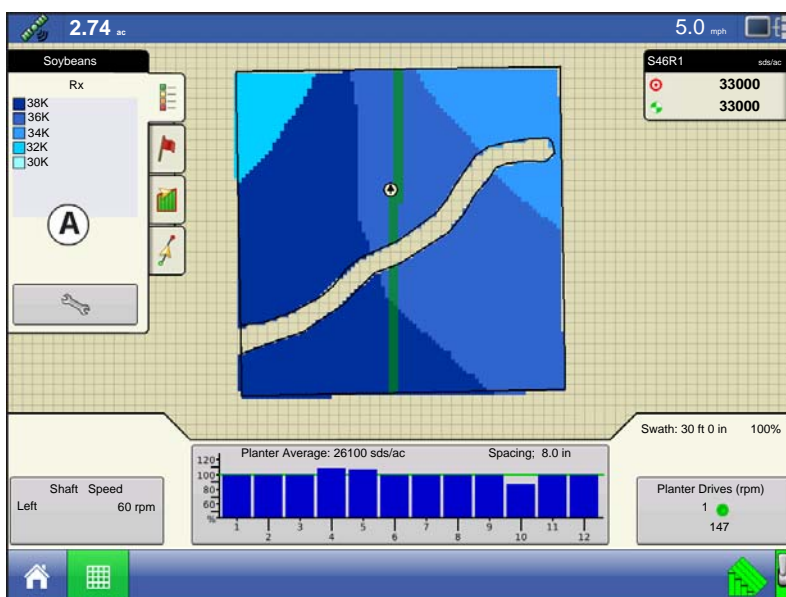 2.74 ac
5.0 mph
Soybeans
Rx
38K
36K
34K
32K
30K
A
S46R1 sds/ac
33000
33000
Swath: 30 ft 0 in 100%
Planter Average: 26100 sds/ac Spacing; 8.0 in
120
100
80
60
%
1 2 3 4 5 6 7 8 9 10 11 12
Shaft Speed
Left 60 rpm
Planter Drives (rpm)
1
147